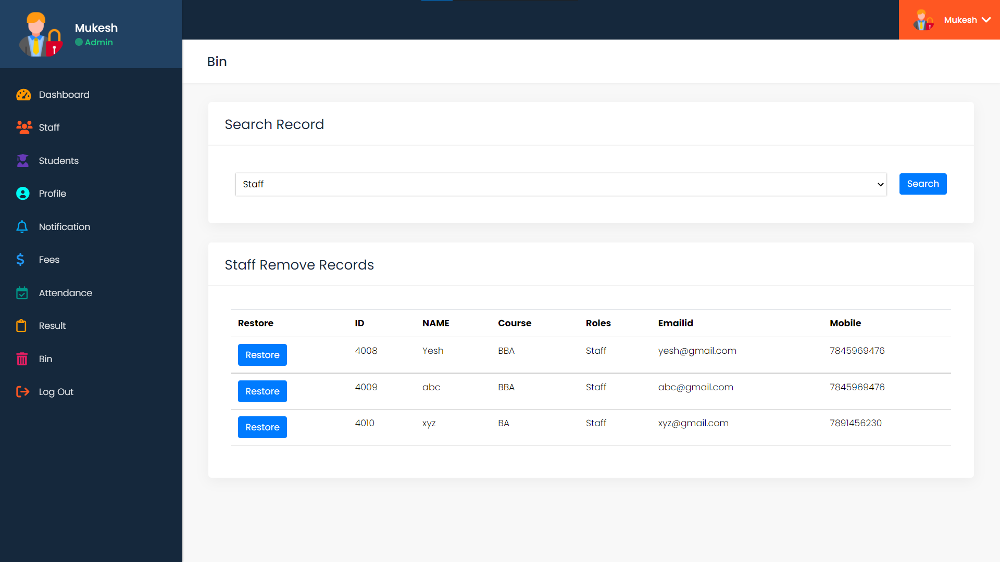 Mukesh
Admin
Mukesh
Dashboard
Staff
Students
Profile
Notification
Fees
Attendance
Result
Bin
Log Out
Bin
Search Record
Staff
Search
Staff Remove Records
Restore ID NAME Course Roles Emailid Mobile
Restore 4008 Yesh BBA Staff yesh@gmail.com 7845969476
Restore 4009 abc BBA Staff abc@gmail.com 7845969476
Restore 4010 xyz BA Staff xyz@gmail.com 7891456230